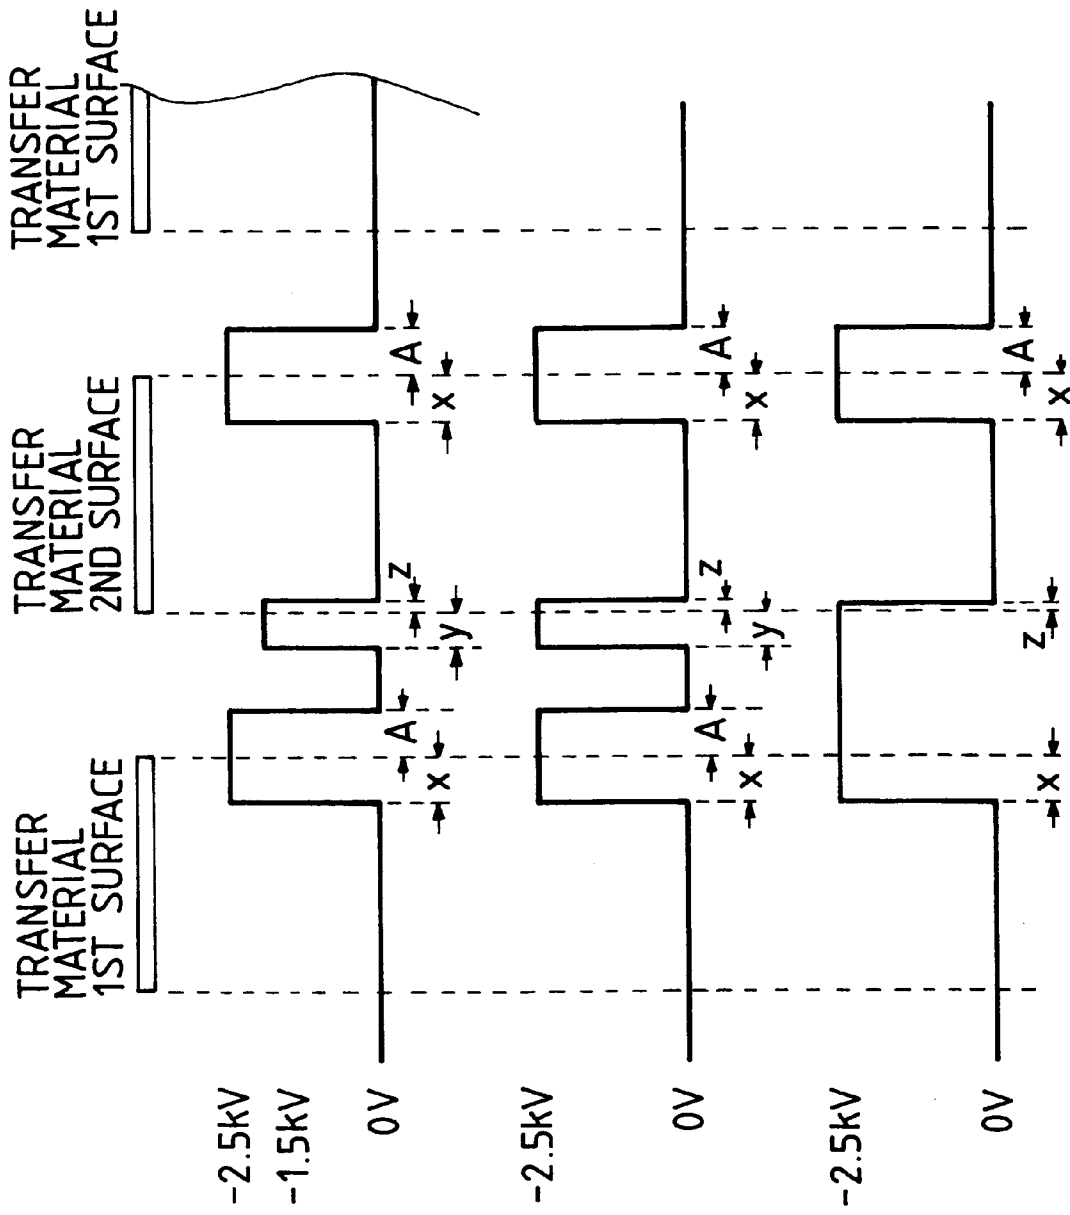 TRANSFER
MATERIAL
1ST SURFACE
TRANSFER
MATERIAL
2ND SURFACE
TRANSFER
MATERIAL
1ST SURFACE
-2.5kV
-1.5kV
0V
x
A
y
z
x
A
-2.5kV
0V
x
A
y
z
x
A
-2.5kV
0V
x
z
x
A